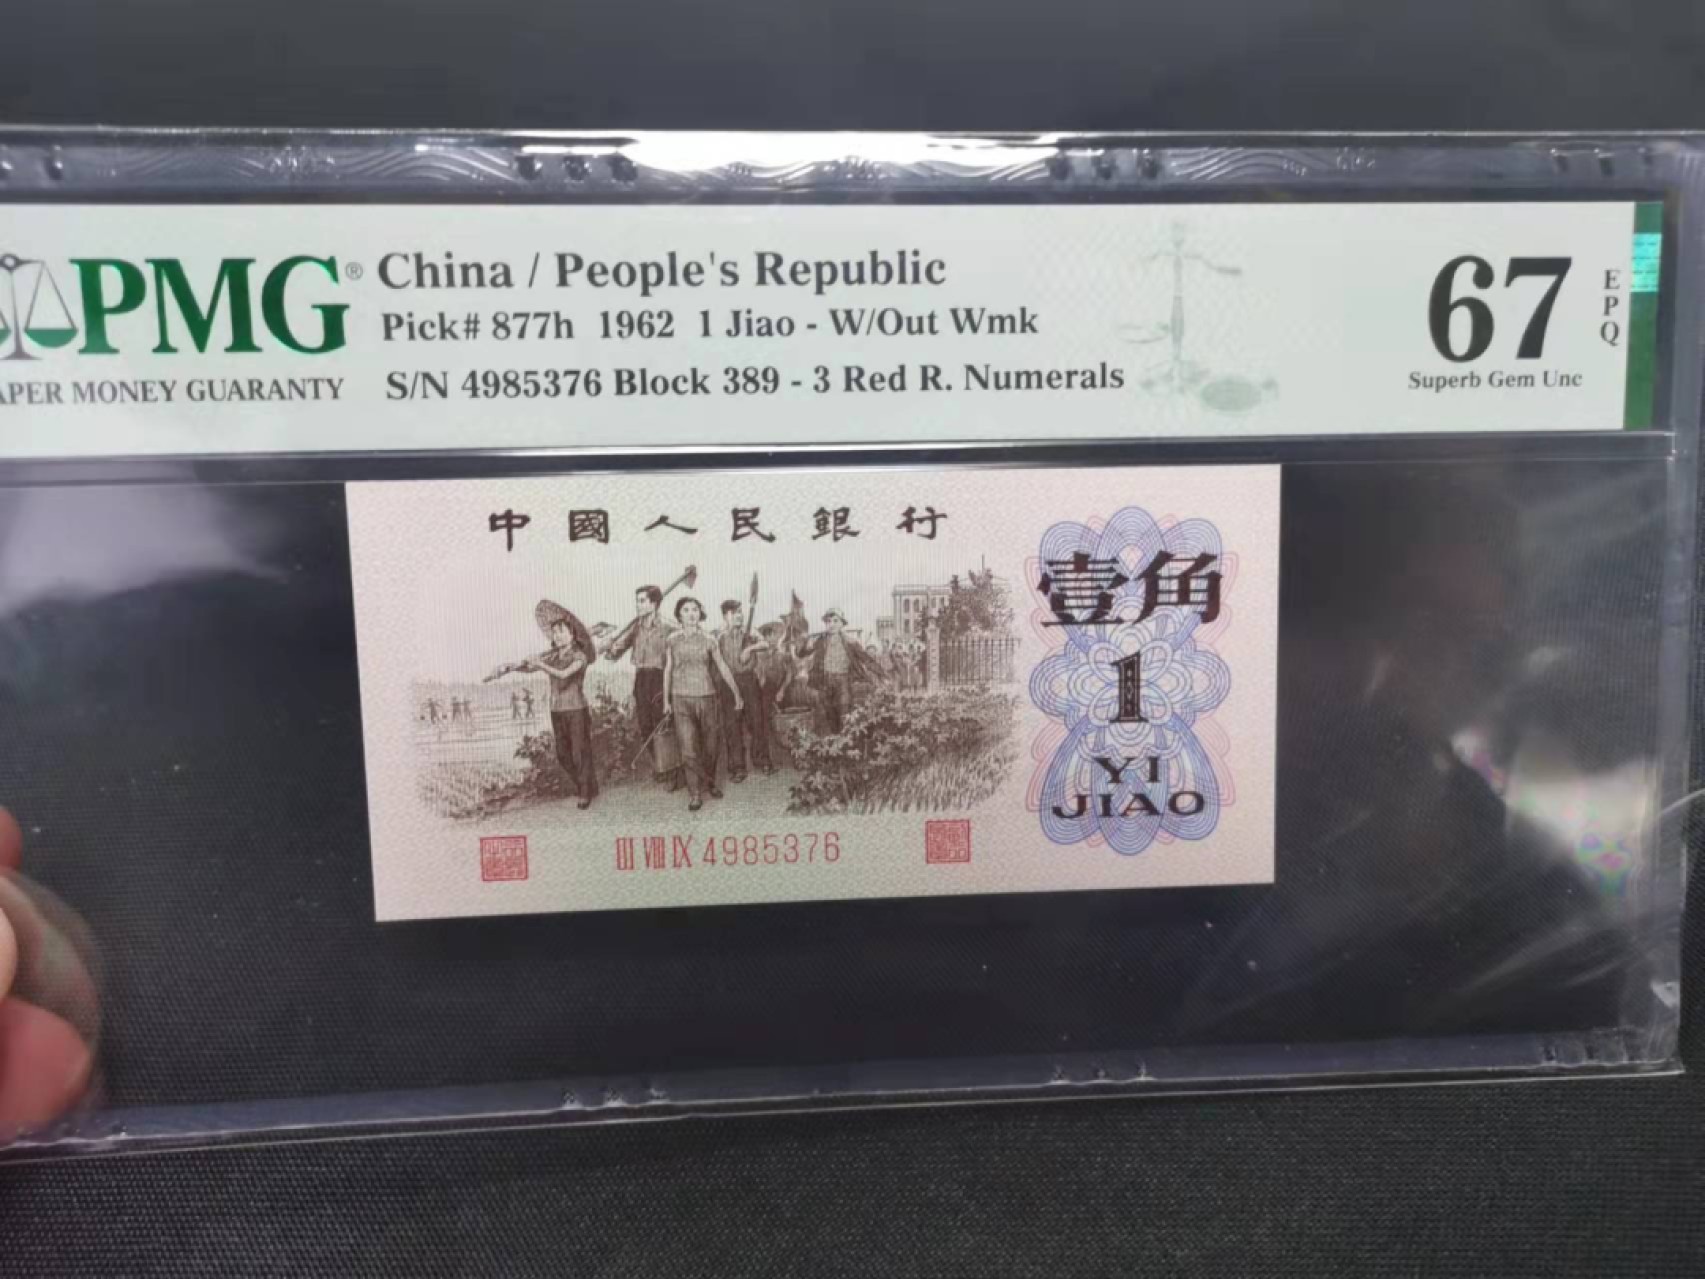 PMG®
APER MONEY GUARANTY
China / People's Republic
Pick# 877h 1962 1 Jiao - W/Out Wmk
S/N 4985376 Block 389 - 3 Red R. Numerals
67
EPQ
Superb Gem Unc
中國人民銀行
壹角
1
YI
JIAO
III VIII IX 4985376